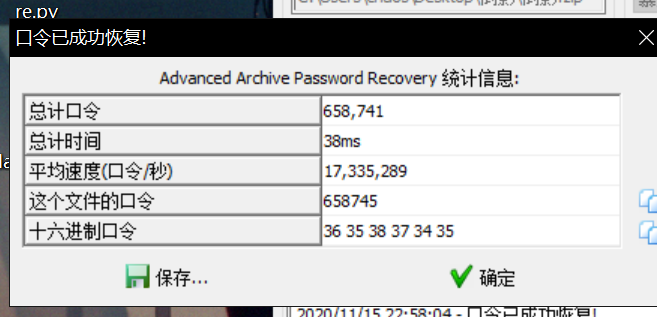 re.py
口令已成功恢复!
Advanced Archive Password Recovery 统计信息:
总计口令 658,741
总计时间 38ms
平均速度(口令/秒) 17,335,289
这个文件的口令 658745
十六进制口令 36 35 38 37 34 35
保存... 确定
2020/11/15 22:58:04 - 口令已成功恢复!